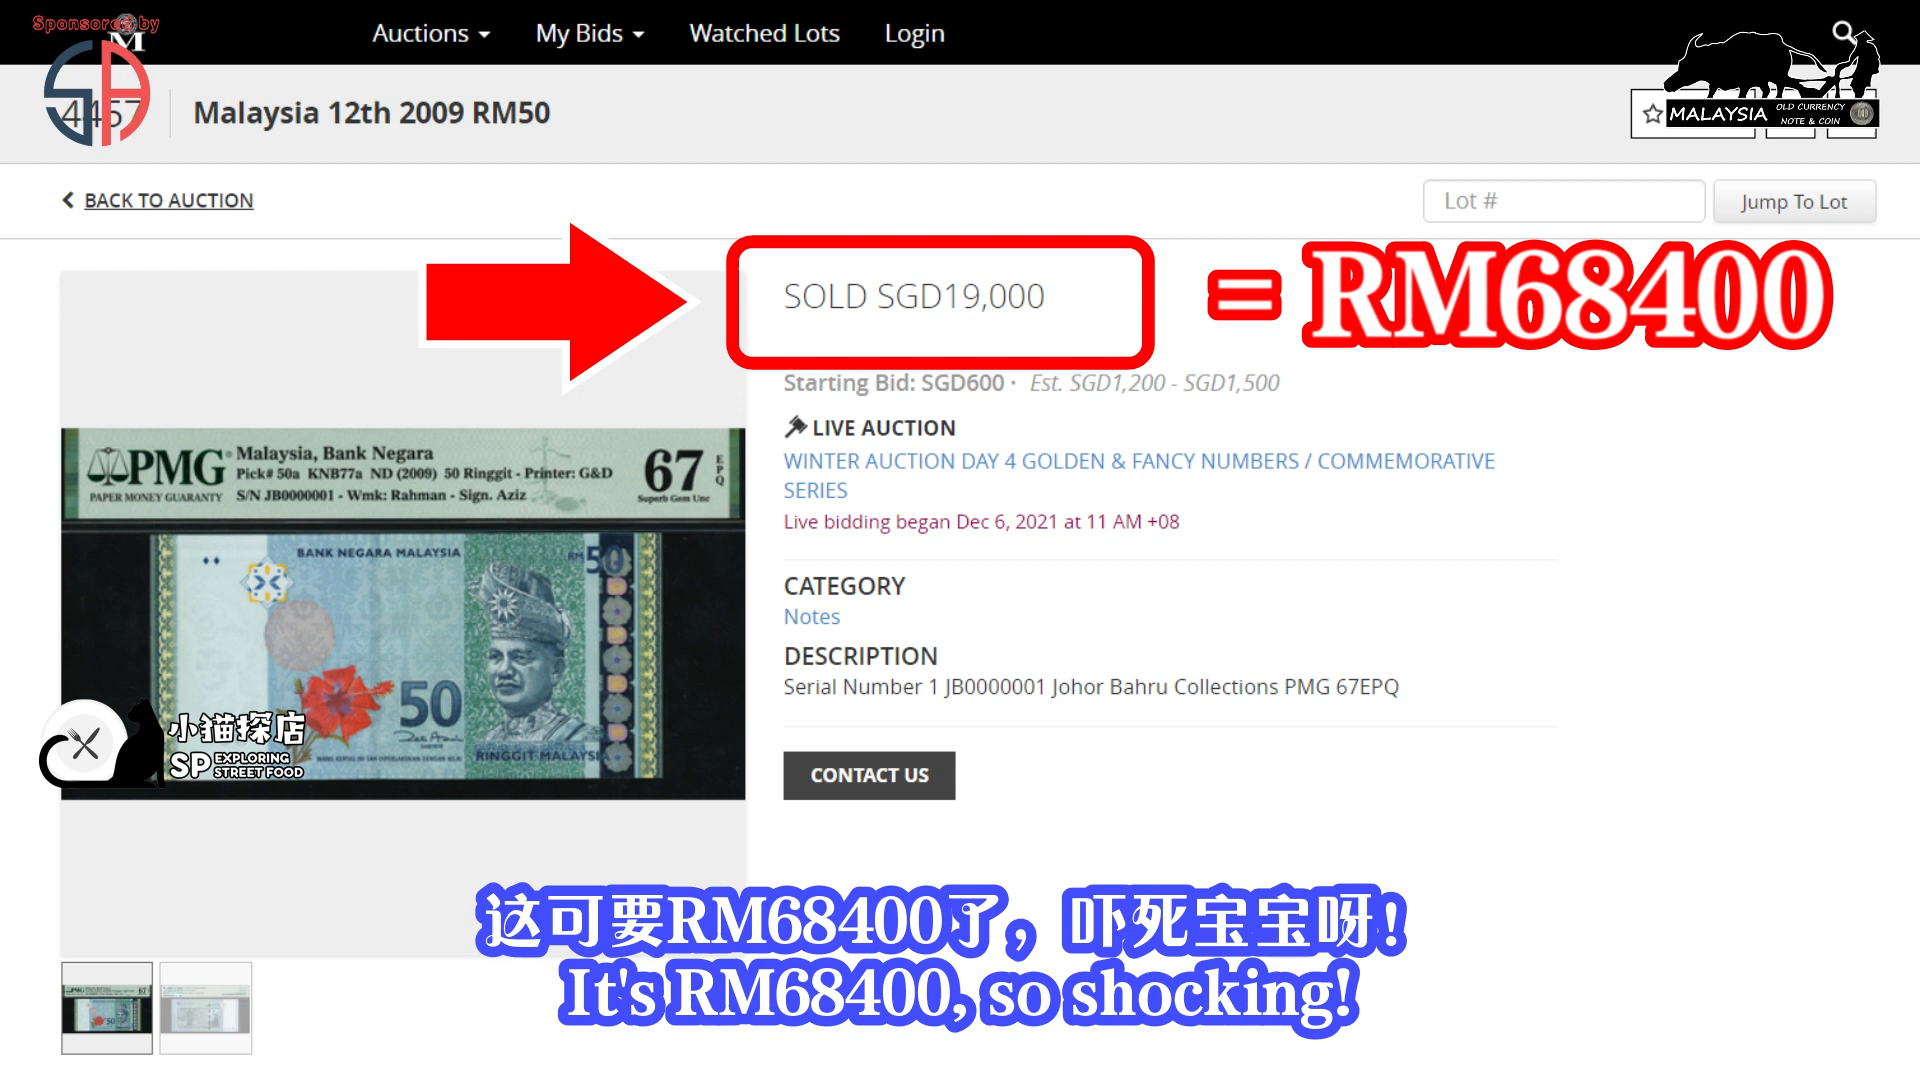 Sponsored by
M
Auctions
My Bids
Watched Lots
Login
4457
Malaysia 12th 2009 RM50
MALAYSIA OLD CURRENCY
NOTE & COIN
BACK TO AUCTION
Lot #
Jump To Lot
SOLD SGD19,000
= RM68400
Starting Bid: SGD600 · Est. SGD1,200 - SGD1,500
LIVE AUCTION
WINTER AUCTION DAY 4 GOLDEN & FANCY NUMBERS / COMMEMORATIVE
SERIES
Live bidding began Dec 6, 2021 at 11 AM +08
CATEGORY
Notes
DESCRIPTION
Serial Number 1 JB0000001 Johor Bahru Collections PMG 67EPQ
CONTACT US
PMG
PAPER MONEY GUARANTY
Malaysia, Bank Negara
Pick# 50a KNB77a ND (2009) 50 Ringgit - Printer: G&D
S/N JB0000001 - Wmk: Rahman - Sign. Aziz
67
EPQ
Superb Gem Unc
BANK NEGARA MALAYSIA
RM50
50
RINGGIT MALAYSIA
小猫探店
SP EXPLORING
STREET FOOD
这可要RM68400了，吓死宝宝呀！
It's RM68400, so shocking!